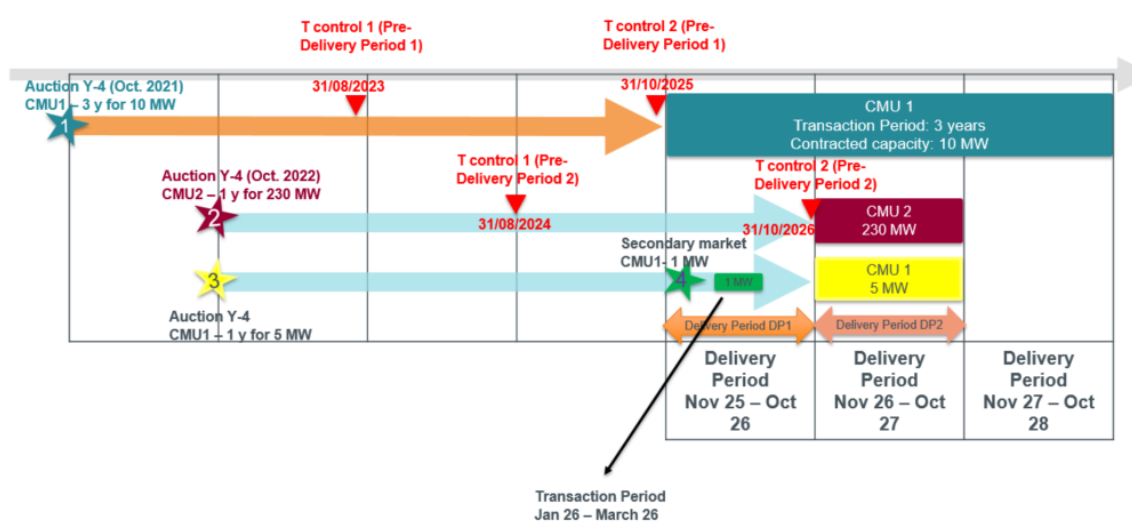 T control 1 (Pre-
Delivery Period 1)
T control 2 (Pre-
Delivery Period 1)
Auction Y-4 (Oct. 2021)
CMU1 – 3 y for 10 MW
31/08/2023
31/10/2025
1
CMU 1
Transaction Period: 3 years
Contracted capacity: 10 MW
T control 1 (Pre-
Delivery Period 2)
T control 2 (Pre-
Delivery Period 2)
Auction Y-4 (Oct. 2022)
CMU2 – 1 y for 230 MW
2
31/08/2024
31/10/2026
CMU 2
230 MW
Secondary market
CMU1- 1 MW
3
4
1 MW
CMU 1
5 MW
Auction Y-4
CMU1 – 1 y for 5 MW
Delivery Period DP1
Delivery Period DP2
Delivery
Period
Nov 25 – Oct
26
Delivery
Period
Nov 26 – Oct
27
Delivery
Period
Nov 27 – Oct
28
Transaction Period
Jan 26 – March 26